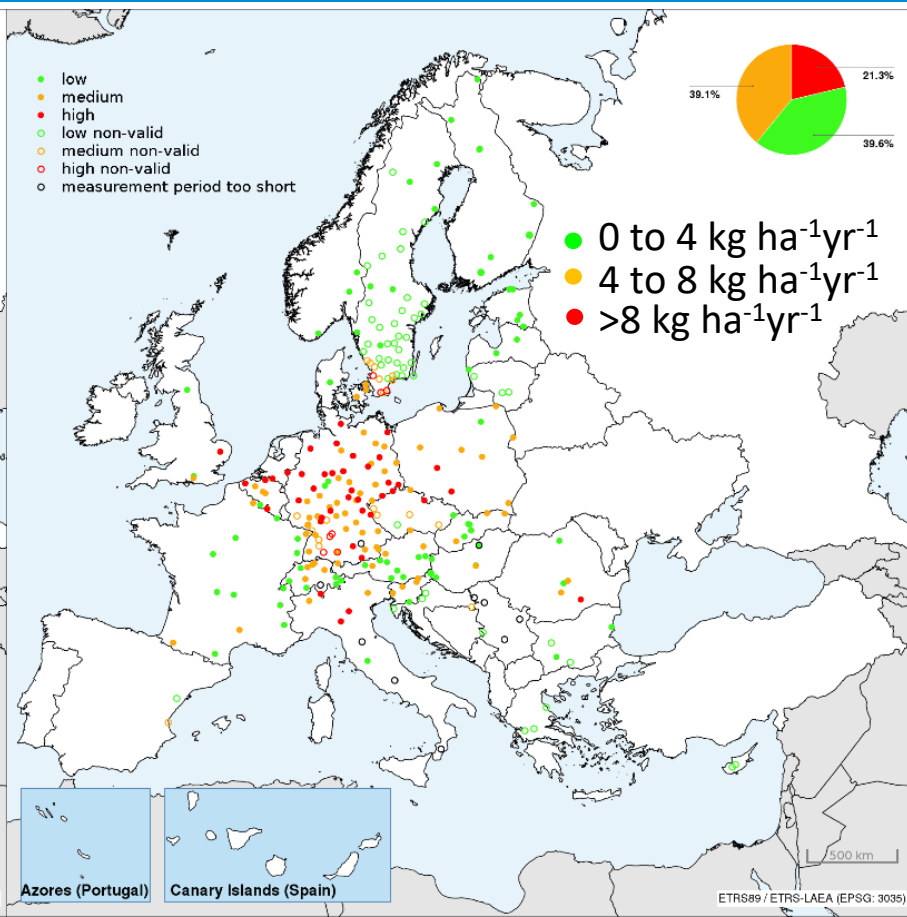 low
medium
high
low non-valid
medium non-valid
high non-valid
measurement period too short
21.3%
39.1%
39.6%
0 to 4 kg ha⁻¹yr⁻¹
4 to 8 kg ha⁻¹yr⁻¹
>8 kg ha⁻¹yr⁻¹
500 km
Azores (Portugal)
Canary Islands (Spain)
ETRS89 / ETRS-LAEA (EPSG: 3035)